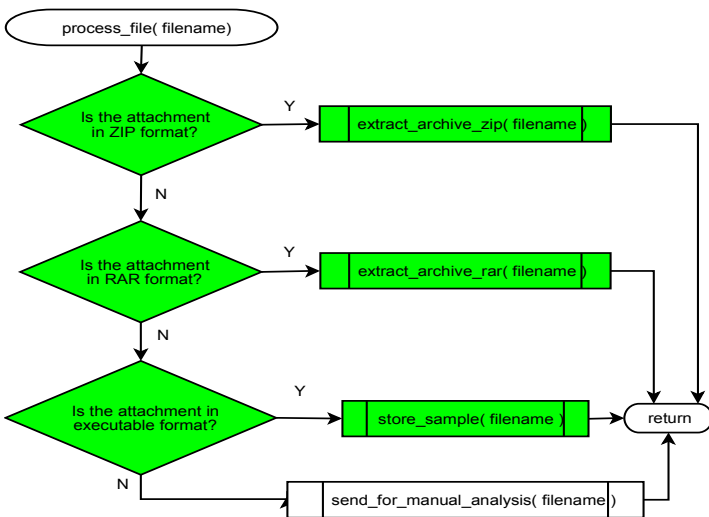 process_file( filename)
Is the attachment
in ZIP format?
Y
extract_archive_zip( filename )
N
Is the attachment
in RAR format?
Y
extract_archive_rar( filename )
N
Is the attachment in
executable format?
Y
store_sample( filename )
return
N
send_for_manual_analysis( filename )